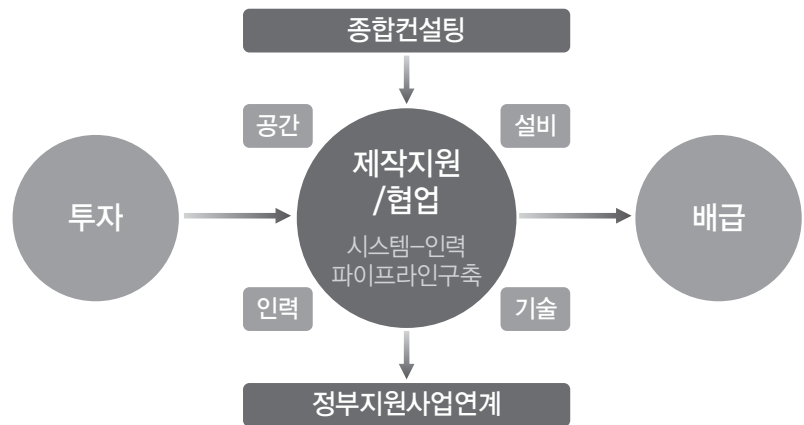 종합컨설팅
공간
설비
투자
제작지원
/협업
시스템–인력
파이프라인구축
배급
인력
기술
정부지원사업연계